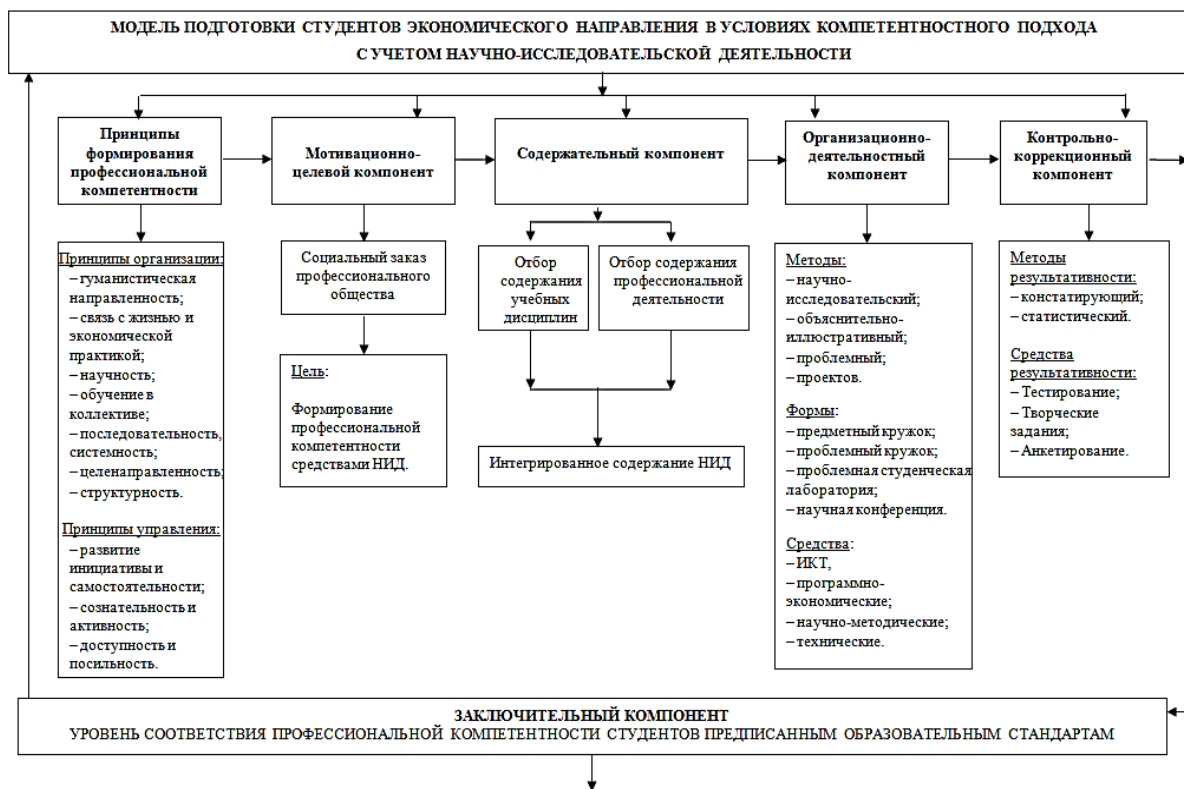 МОДЕЛЬ ПОДГОТОВКИ СТУДЕНТОВ ЭКОНОМИЧЕСКОГО НАПРАВЛЕНИЯ В УСЛОВИЯХ КОМПЕТЕНТНОСТНОГО ПОДХОДА
С УЧЕТОМ НАУЧНО-ИССЛЕДОВАТЕЛЬСКОЙ ДЕЯТЕЛЬНОСТИ
Принципы
формирования
профессиональной
компетентности
Мотивационно-
целевой компонент
Содержательный компонент
Организационно-
деятельностный
компонент
Контрольно-
коррекционный
компонент
Принципы организации:
– гуманистическая
направленность;
– связь с жизнью и
экономической
практикой;
– научность;
– обучение в
коллективе;
– последовательность,
системность;
– целенаправленность;
– структурность.
Принципы управления:
– развитие
инициативы и
самостоятельности;
– сознательность и
активность;
– доступность и
посильность.
Социальный заказ
профессионального
общества
Цель:
Формирование
профессиональной
компетентности
средствами НИД.
Отбор
содержания
учебных
дисциплин
Отбор содержания
профессиональной
деятельности
Интегрированное содержание НИД
Методы:
– научно-
исследовательский;
– объяснительно-
иллюстративный;
– проблемный;
– проектов.
Формы:
– предметный кружок;
– проблемный кружок;
– проблемная студенческая
лаборатория;
– научная конференция.
Средства:
– ИКТ,
– программно-
экономические;
– научно-методические;
– технические.
Методы
результативности:
– констатирующий;
– статистический.
Средства
результативности:
– Тестирование;
– Творческие
задания;
– Анкетирование.
ЗАКЛЮЧИТЕЛЬНЫЙ КОМПОНЕНТ
УРОВЕНЬ СООТВЕТСТВИЯ ПРОФЕССИОНАЛЬНОЙ КОМПЕТЕНТНОСТИ СТУДЕНТОВ ПРЕДПИСАННЫМ ОБРАЗОВАТЕЛЬНЫМ СТАНДАРТАМ